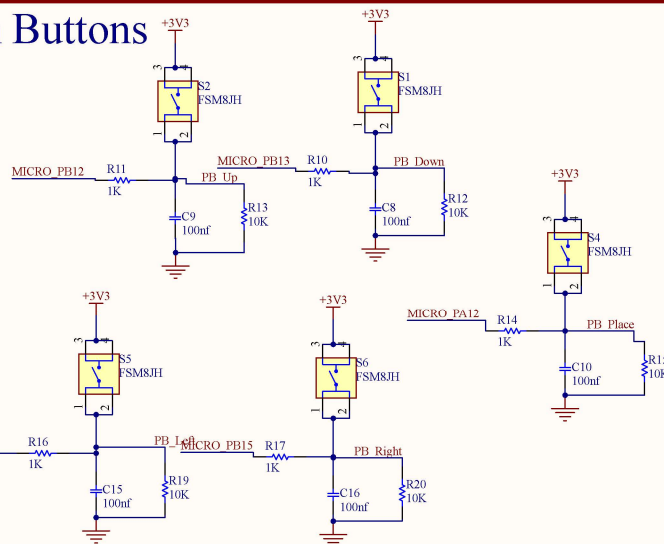 Buttons
+3V3
3
4
S2
FSM8JH
1
2
MICRO_PB12
R11
1K
PB_Up
C9
100nf
R13
10K
+3V3
3
4
S1
FSM8JH
1
2
MICRO_PB13
R10
1K
PB_Down
C8
100nf
R12
10K
+3V3
3
4
S4
FSM8JH
1
2
MICRO_PA12
R14
1K
PB_Place
C10
100nf
+3V3
3
4
S5
FSM8JH
1
2
R16
1K
PB_Left
C15
100nf
R19
10K
+3V3
3
4
S6
FSM8JH
1
2
MICRO_PB15
R17
1K
PB_Right
C16
100nf
R20
10K